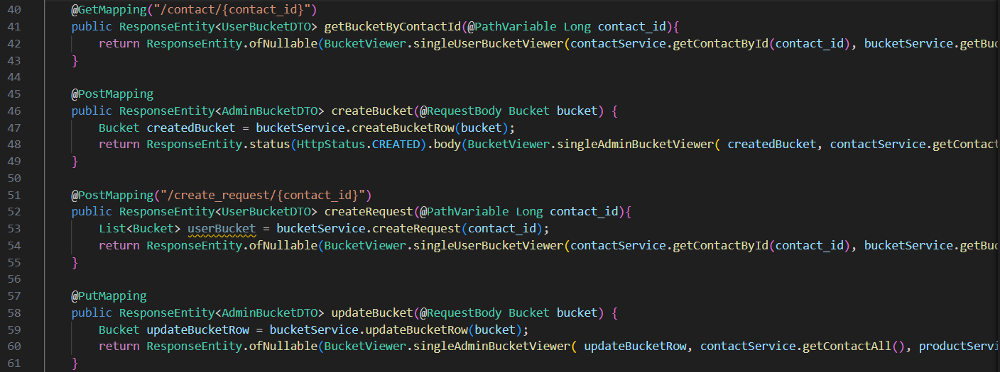 40 @GetMapping("/contact/{contact_id}")
41 public ResponseEntity<UserBucketDTO> getBucketByContactId(@PathVariable Long contact_id){
42 return ResponseEntity.ofNullable(BucketViewer.singleUserBucketViewer(contactService.getContactById(contact_id), bucketService.getBuc
43 }
44
45 @PostMapping
46 public ResponseEntity<AdminBucketDTO> createBucket(@RequestBody Bucket bucket) {
47 Bucket createdBucket = bucketService.createBucketRow(bucket);
48 return ResponseEntity.status(HttpStatus.CREATED).body(BucketViewer.singleAdminBucketViewer( createdBucket, contactService.getContact
49 }
50
51 @PostMapping("/create_request/{contact_id}")
52 public ResponseEntity<UserBucketDTO> createRequest(@PathVariable Long contact_id){
53 List<Bucket> userBucket = bucketService.createRequest(contact_id);
54 return ResponseEntity.ofNullable(BucketViewer.singleUserBucketViewer(contactService.getContactById(contact_id), bucketService.getBuc
55 }
56
57 @PutMapping
58 public ResponseEntity<AdminBucketDTO> updateBucket(@RequestBody Bucket bucket) {
59 Bucket updateBucketRow = bucketService.updateBucketRow(bucket);
60 return ResponseEntity.ofNullable(BucketViewer.singleAdminBucketViewer( updateBucketRow, contactService.getContactAll(), productServi
61 }